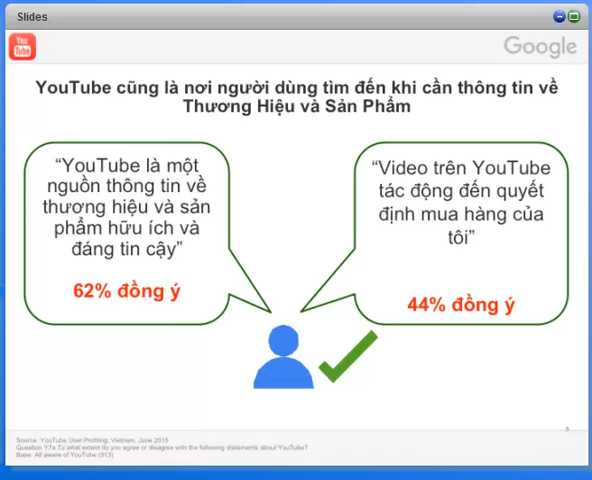 Slides
You
Tube
Google
YouTube cũng là nơi người dùng tìm đến khi cần thông tin về
Thương Hiệu và Sản Phẩm
“YouTube là một
nguồn thông tin về
thương hiệu và sản
phẩm hữu ích và
đáng tin cậy”
62% đồng ý
“Video trên YouTube
tác động đến quyết
định mua hàng của
tôi”
44% đồng ý
Source: YouTube User Profiling, Vietnam, June 2015
Question Y7a To what extent do you agree or disagree with the following statements about YouTube?
Base: All aware of YouTube (913)